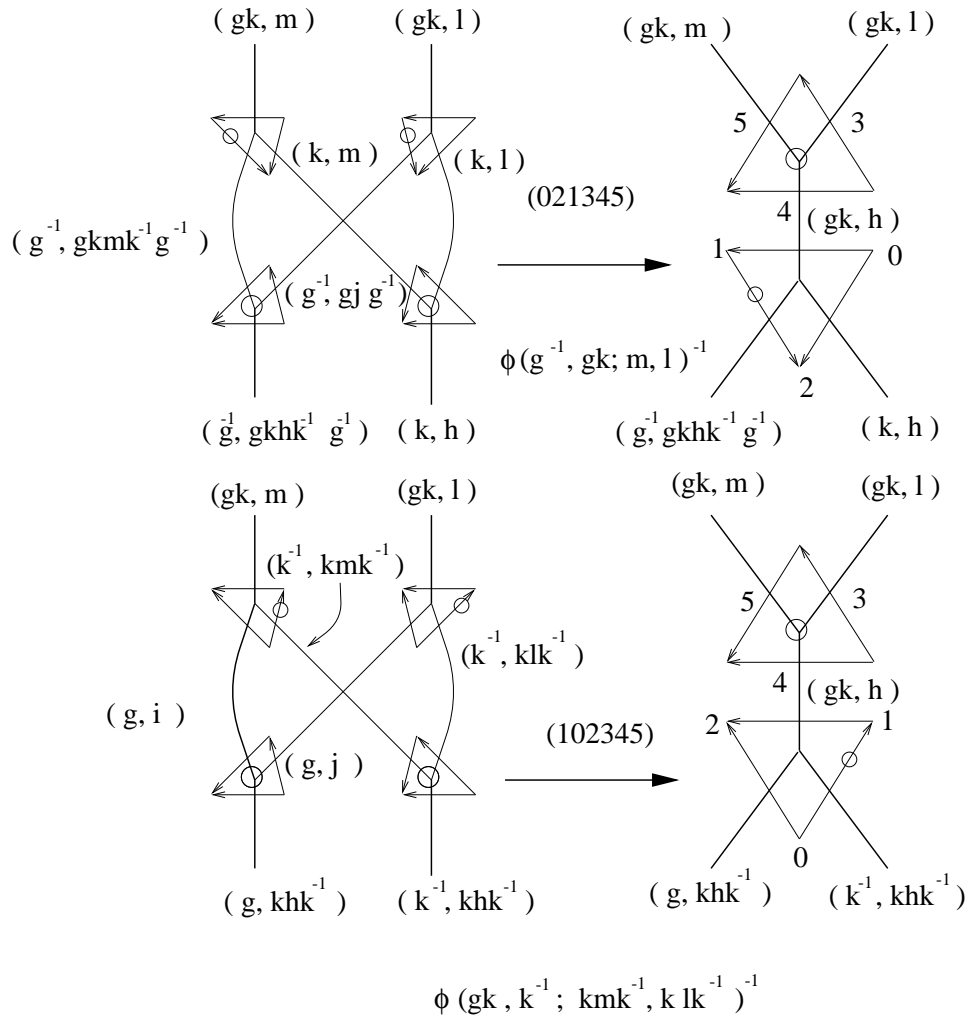 ( gk, m ) ( gk, l ) ( gk, m ) ( gk, l )
5 3
( k, m ) ( k, l )
(021345) 4 ( gk, h )
( g⁻¹, gkmk⁻¹g⁻¹ ) 1 0
( g⁻¹, gj g⁻¹)
ϕ (g⁻¹, gk; m, l )⁻¹ 2
( g⁻¹, gkhk⁻¹ g⁻¹ ) ( k, h ) ( g⁻¹, gkhk⁻¹ g⁻¹ ) ( k, h )
(gk, m ) (gk, l ) (gk, m ) (gk, l )
(k⁻¹, kmk⁻¹)
5 3
(k⁻¹, klk⁻¹) 4 ( gk, h )
( g, i ) (102345) 2 1
( g, j )
0
( g, khk⁻¹) (k⁻¹, khk⁻¹) ( g, khk⁻¹) (k⁻¹, khk⁻¹)
ϕ (gk , k⁻¹ ; kmk⁻¹, k lk⁻¹ )⁻¹